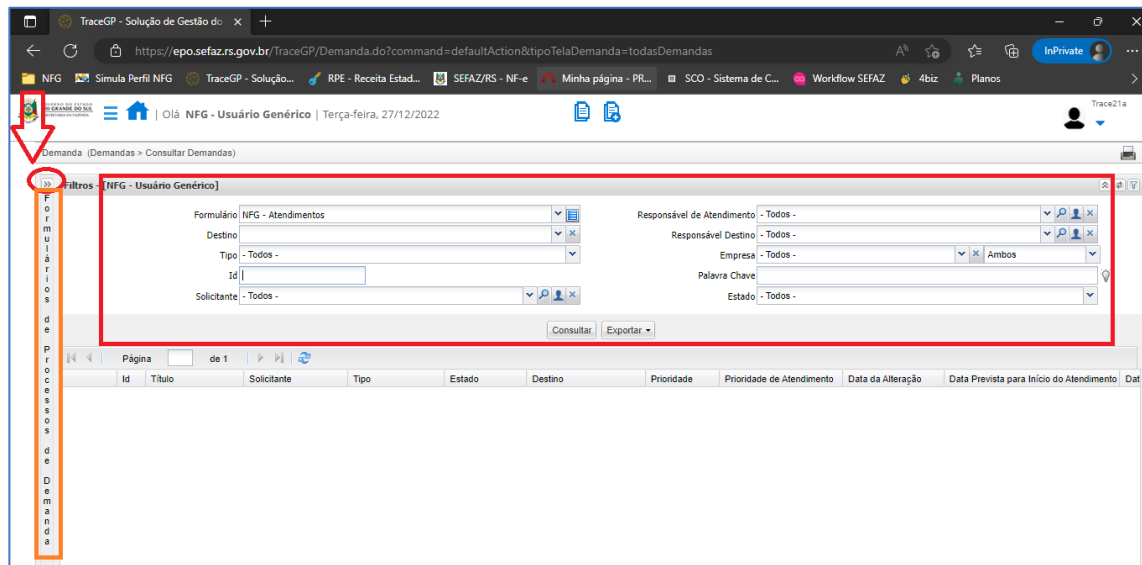 TraceGP - Solução de Gestão do
https://epo.sefaz.rs.gov.br/TraceGP/Demanda.do?command=defaultAction&tipoTelaDemanda=todasDemandas
InPrivate
NFG Simula Perfil NFG TraceGP - Solução... RPE - Receita Estad... SEFAZ/RS - NF-e Minha página - PR... SCO - Sistema de C... Workflow SEFAZ 4biz Planos
| Olá NFG - Usuário Genérico | Terça-feira, 27/12/2022
Trace21a
Demanda (Demandas > Consultar Demandas)
Filtros - [NFG - Usuário Genérico]
Formulário NFG - Atendimentos Responsável de Atendimento - Todos -
Destino Responsável Destino - Todos -
Tipo - Todos - Empresa - Todos - Ambos
Id Palavra Chave
Solicitante - Todos - Estado - Todos -
Consultar Exportar
Página de 1
Id Título Solicitante Tipo Estado Destino Prioridade Prioridade de Atendimento Data da Alteração Data Prevista para Início do Atendimento Dat
Formulários de Processos de Demanda